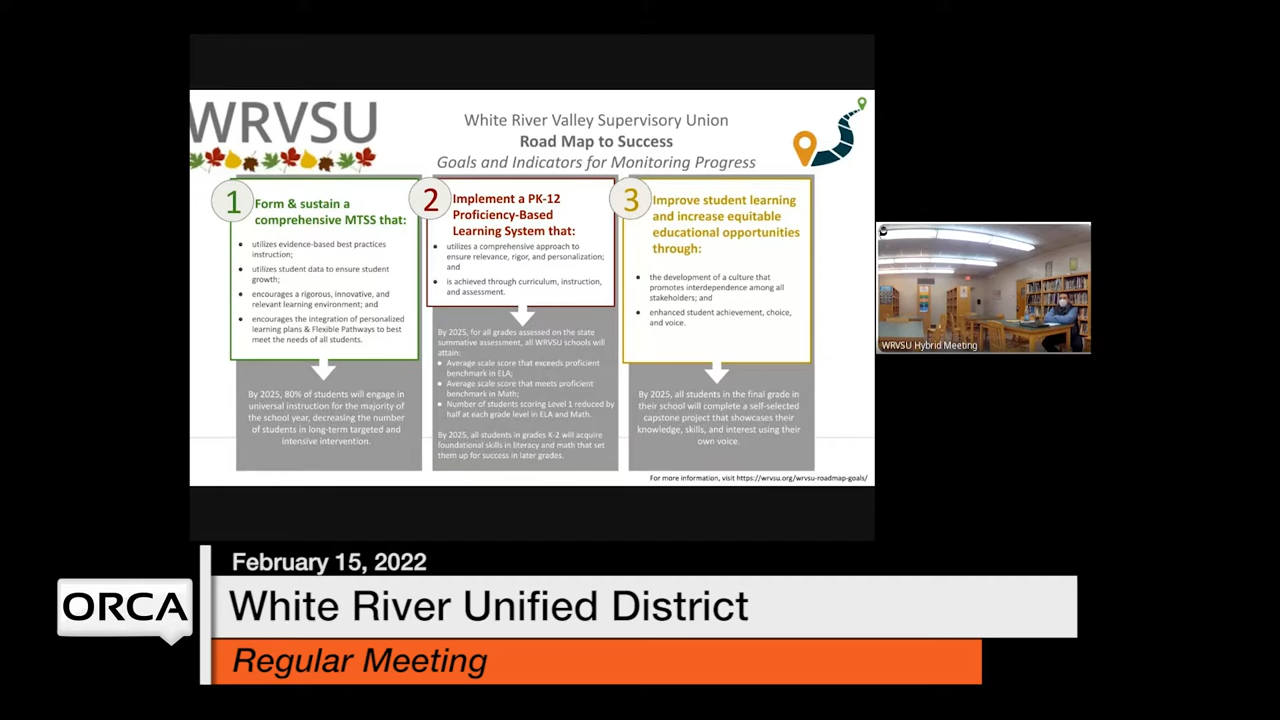 WRVSU
White River Valley Supervisory Union
Road Map to Success
Goals and Indicators for Monitoring Progress
1
Form & sustain a
comprehensive MTSS that:
• utilizes evidence-based best practices
instruction;
• utilizes student data to ensure student
growth;
• encourages a rigorous, innovative, and
relevant learning environment; and
• encourages the integration of personalized
learning plans & Flexible Pathways to best
meet the needs of all students.
By 2025, 80% of students will engage in
universal instruction for the majority of
the school year, decreasing the number
of students in long-term targeted and
intensive intervention.
2
Implement a PK-12
Proficiency-Based
Learning System that:
• utilizes a comprehensive approach to
ensure relevance, rigor, and personalization;
and
• is achieved through curriculum, instruction,
and assessment.
By 2025, for all grades assessed on the state
summative assessment, all WRVSU schools will
attain:
• Average scale score that exceeds proficient
benchmark in ELA;
• Average scale score that meets proficient
benchmark in Math;
• Number of students scoring Level 1 reduced by
half at each grade level in ELA and Math.
By 2025, all students in grades K-2 will acquire
foundational skills in literacy and math that set
them up for success in later grades.
3
Improve student learning
and increase equitable
educational opportunities
through:
• the development of a culture that
promotes interdependence among all
stakeholders; and
• enhanced student achievement, choice,
and voice.
By 2025, all students in the final grade in
their school will complete a self-selected
capstone project that showcases their
knowledge, skills, and interest using their
own voice.
For more information, visit https://wrvsu.org/wrvsu-roadmap-goals/
WRVSU Hybrid Meeting
February 15, 2022
ORCA
White River Unified District
Regular Meeting